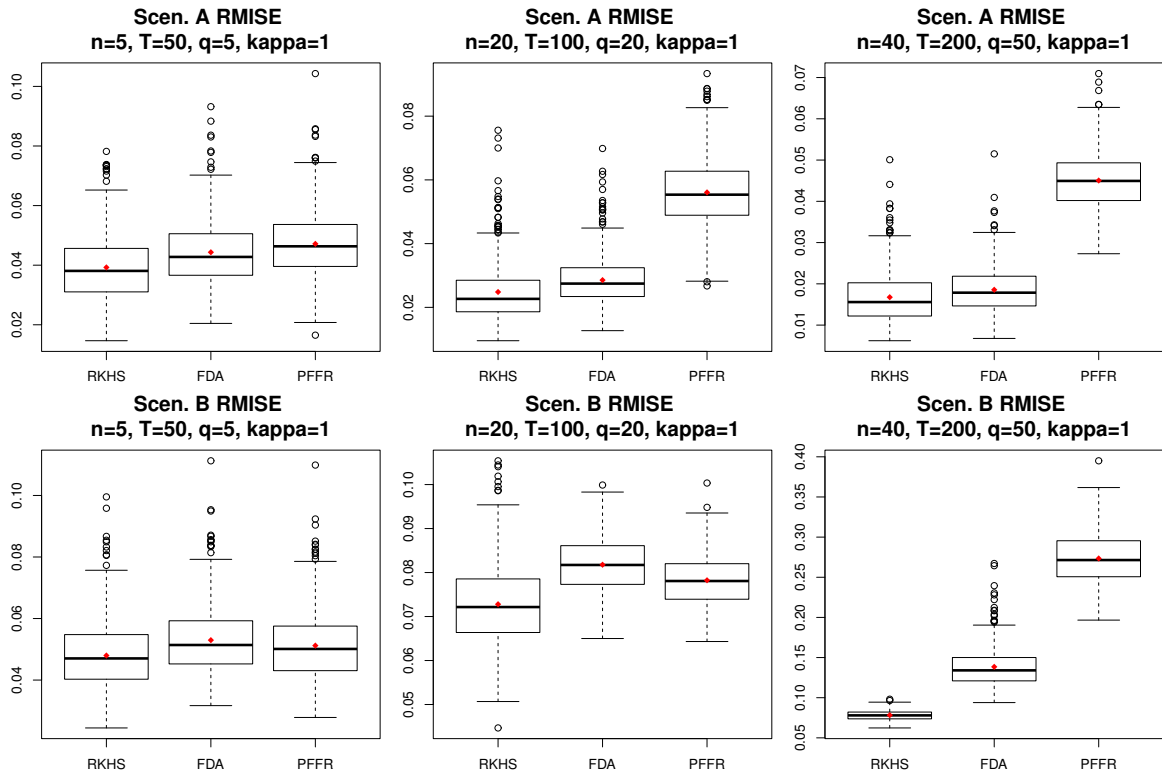 Scen. A RMISE
n=5, T=50, q=5, kappa=1
0.10
0.08
0.06
0.04
0.02
RKHS FDA PFFR
Scen. A RMISE
n=20, T=100, q=20, kappa=1
0.08
0.06
0.04
0.02
RKHS FDA PFFR
Scen. A RMISE
n=40, T=200, q=50, kappa=1
0.07
0.06
0.05
0.04
0.03
0.02
0.01
RKHS FDA PFFR
Scen. B RMISE
n=5, T=50, q=5, kappa=1
0.10
0.08
0.06
0.04
RKHS FDA PFFR
Scen. B RMISE
n=20, T=100, q=20, kappa=1
0.10
0.09
0.08
0.07
0.06
0.05
RKHS FDA PFFR
Scen. B RMISE
n=40, T=200, q=50, kappa=1
0.40
0.35
0.30
0.25
0.20
0.15
0.10
0.05
RKHS FDA PFFR